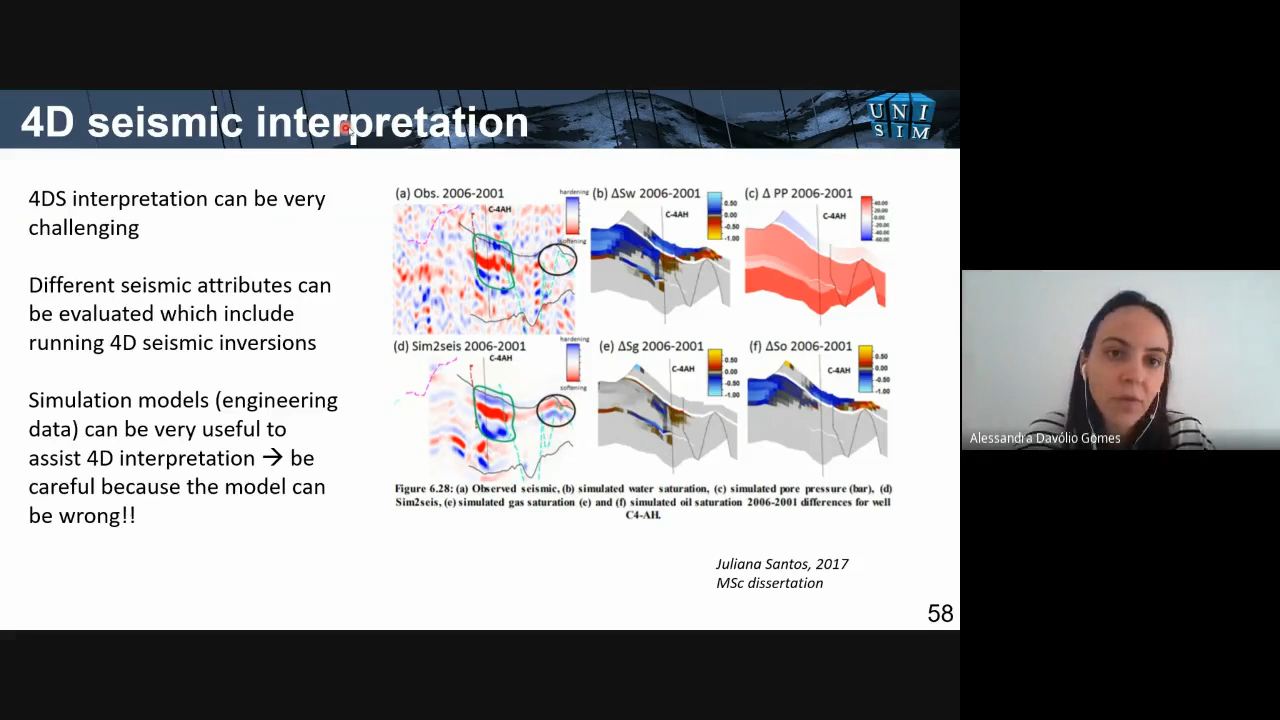 4D seismic interpretation
UNI
SIM
4DS interpretation can be very
challenging
Different seismic attributes can
be evaluated which include
running 4D seismic inversions
Simulation models (engineering
data) can be very useful to
assist 4D interpretation → be
careful because the model can
be wrong!!
(a) Obs. 2006-2001
hardening
C-4AH
softening
(b) ΔSw 2006-2001
0.50
0.00
-0.50
-1.00
C-4AH
(c) Δ PP 2006-2001
40.00
20.00
0.00
-20.00
-40.00
-60.00
C-4AH
(d) Sim2seis 2006-2001
hardening
C-4AH
softening
(e) ΔSg 2006-2001
0.50
0.00
-0.50
-1.00
C-4AH
(f) ΔSo 2006-2001
0.50
0.00
-0.50
-1.00
C-4AH
Figure 6.28: (a) Observed seismic, (b) simulated water saturation, (c) simulated pore pressure (bar), (d)
Sim2seis, (e) simulated gas saturation (e) and (f) simulated oil saturation 2006-2001 differences for well
C4-AH.
Juliana Santos, 2017
MSc dissertation
58
Alessandra Davólio Gomes